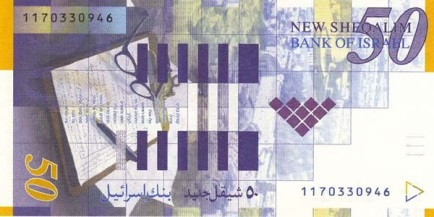 1170330946
NEW SHEQALIM
BANK OF ISRAEL
50
50
بنك اسرائيل
٥٠ شيقل جديد
1170330946